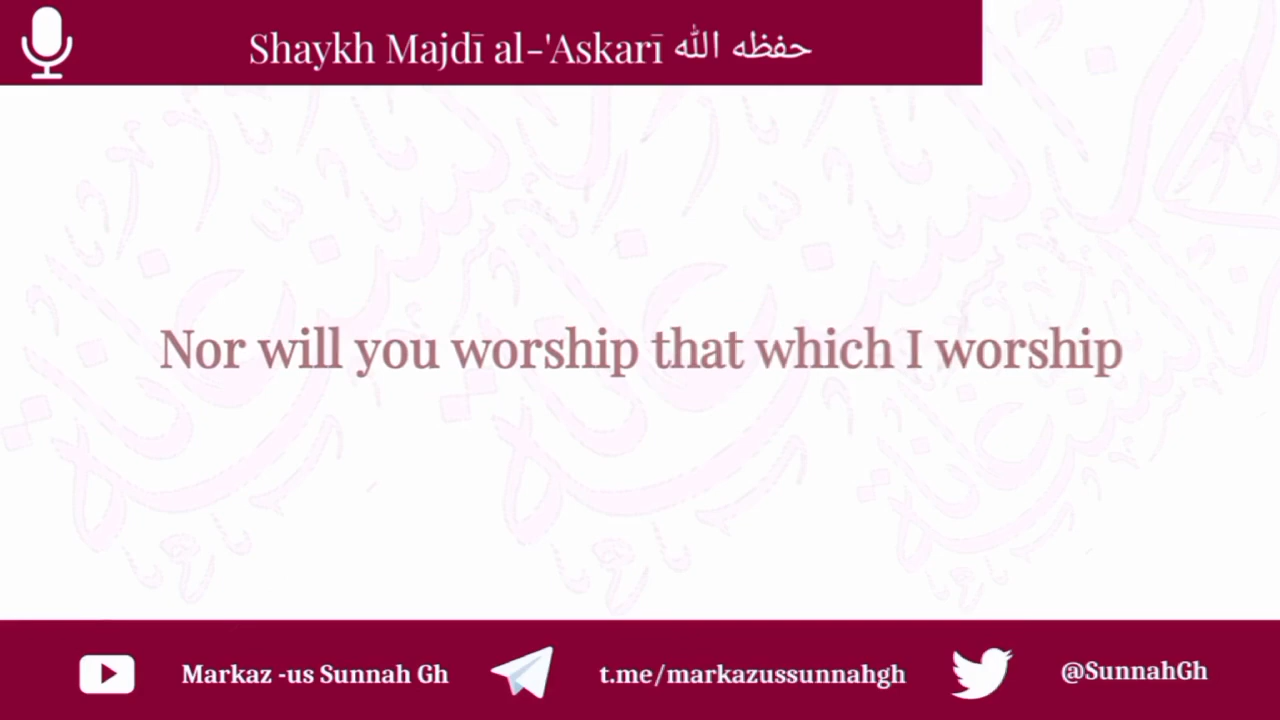 Shaykh Majdī al-'Askarī حفظه الله
Nor will you worship that which I worship
Markaz -us Sunnah Gh
t.me/markazussunnahgh
@SunnahGh